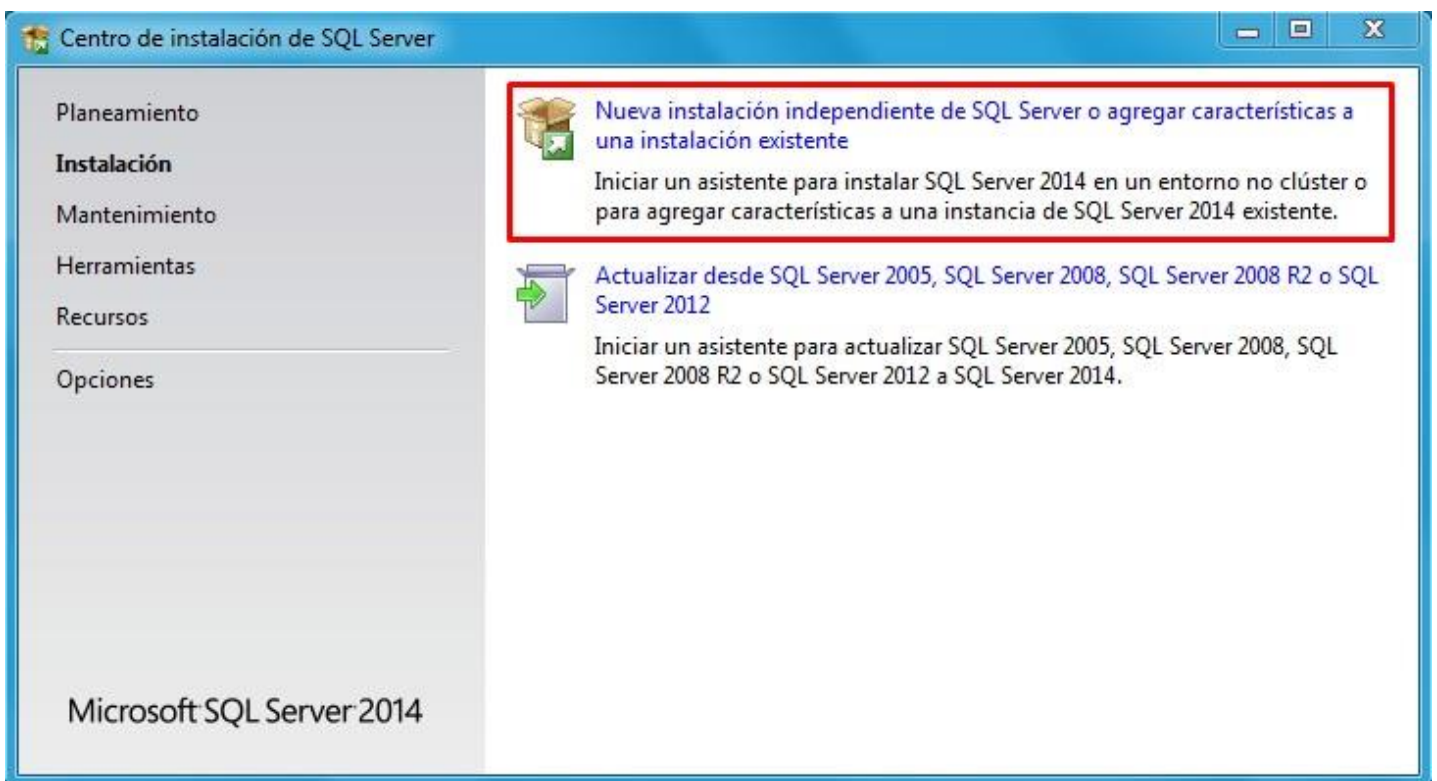 Centro de instalación de SQL Server
Planeamiento
Instalación
Mantenimiento
Herramientas
Recursos
Opciones
Microsoft SQL Server 2014
Nueva instalación independiente de SQL Server o agregar características a
una instalación existente
Iniciar un asistente para instalar SQL Server 2014 en un entorno no clúster o
para agregar características a una instancia de SQL Server 2014 existente.
Actualizar desde SQL Server 2005, SQL Server 2008, SQL Server 2008 R2 o SQL
Server 2012
Iniciar un asistente para actualizar SQL Server 2005, SQL Server 2008, SQL
Server 2008 R2 o SQL Server 2012 a SQL Server 2014.